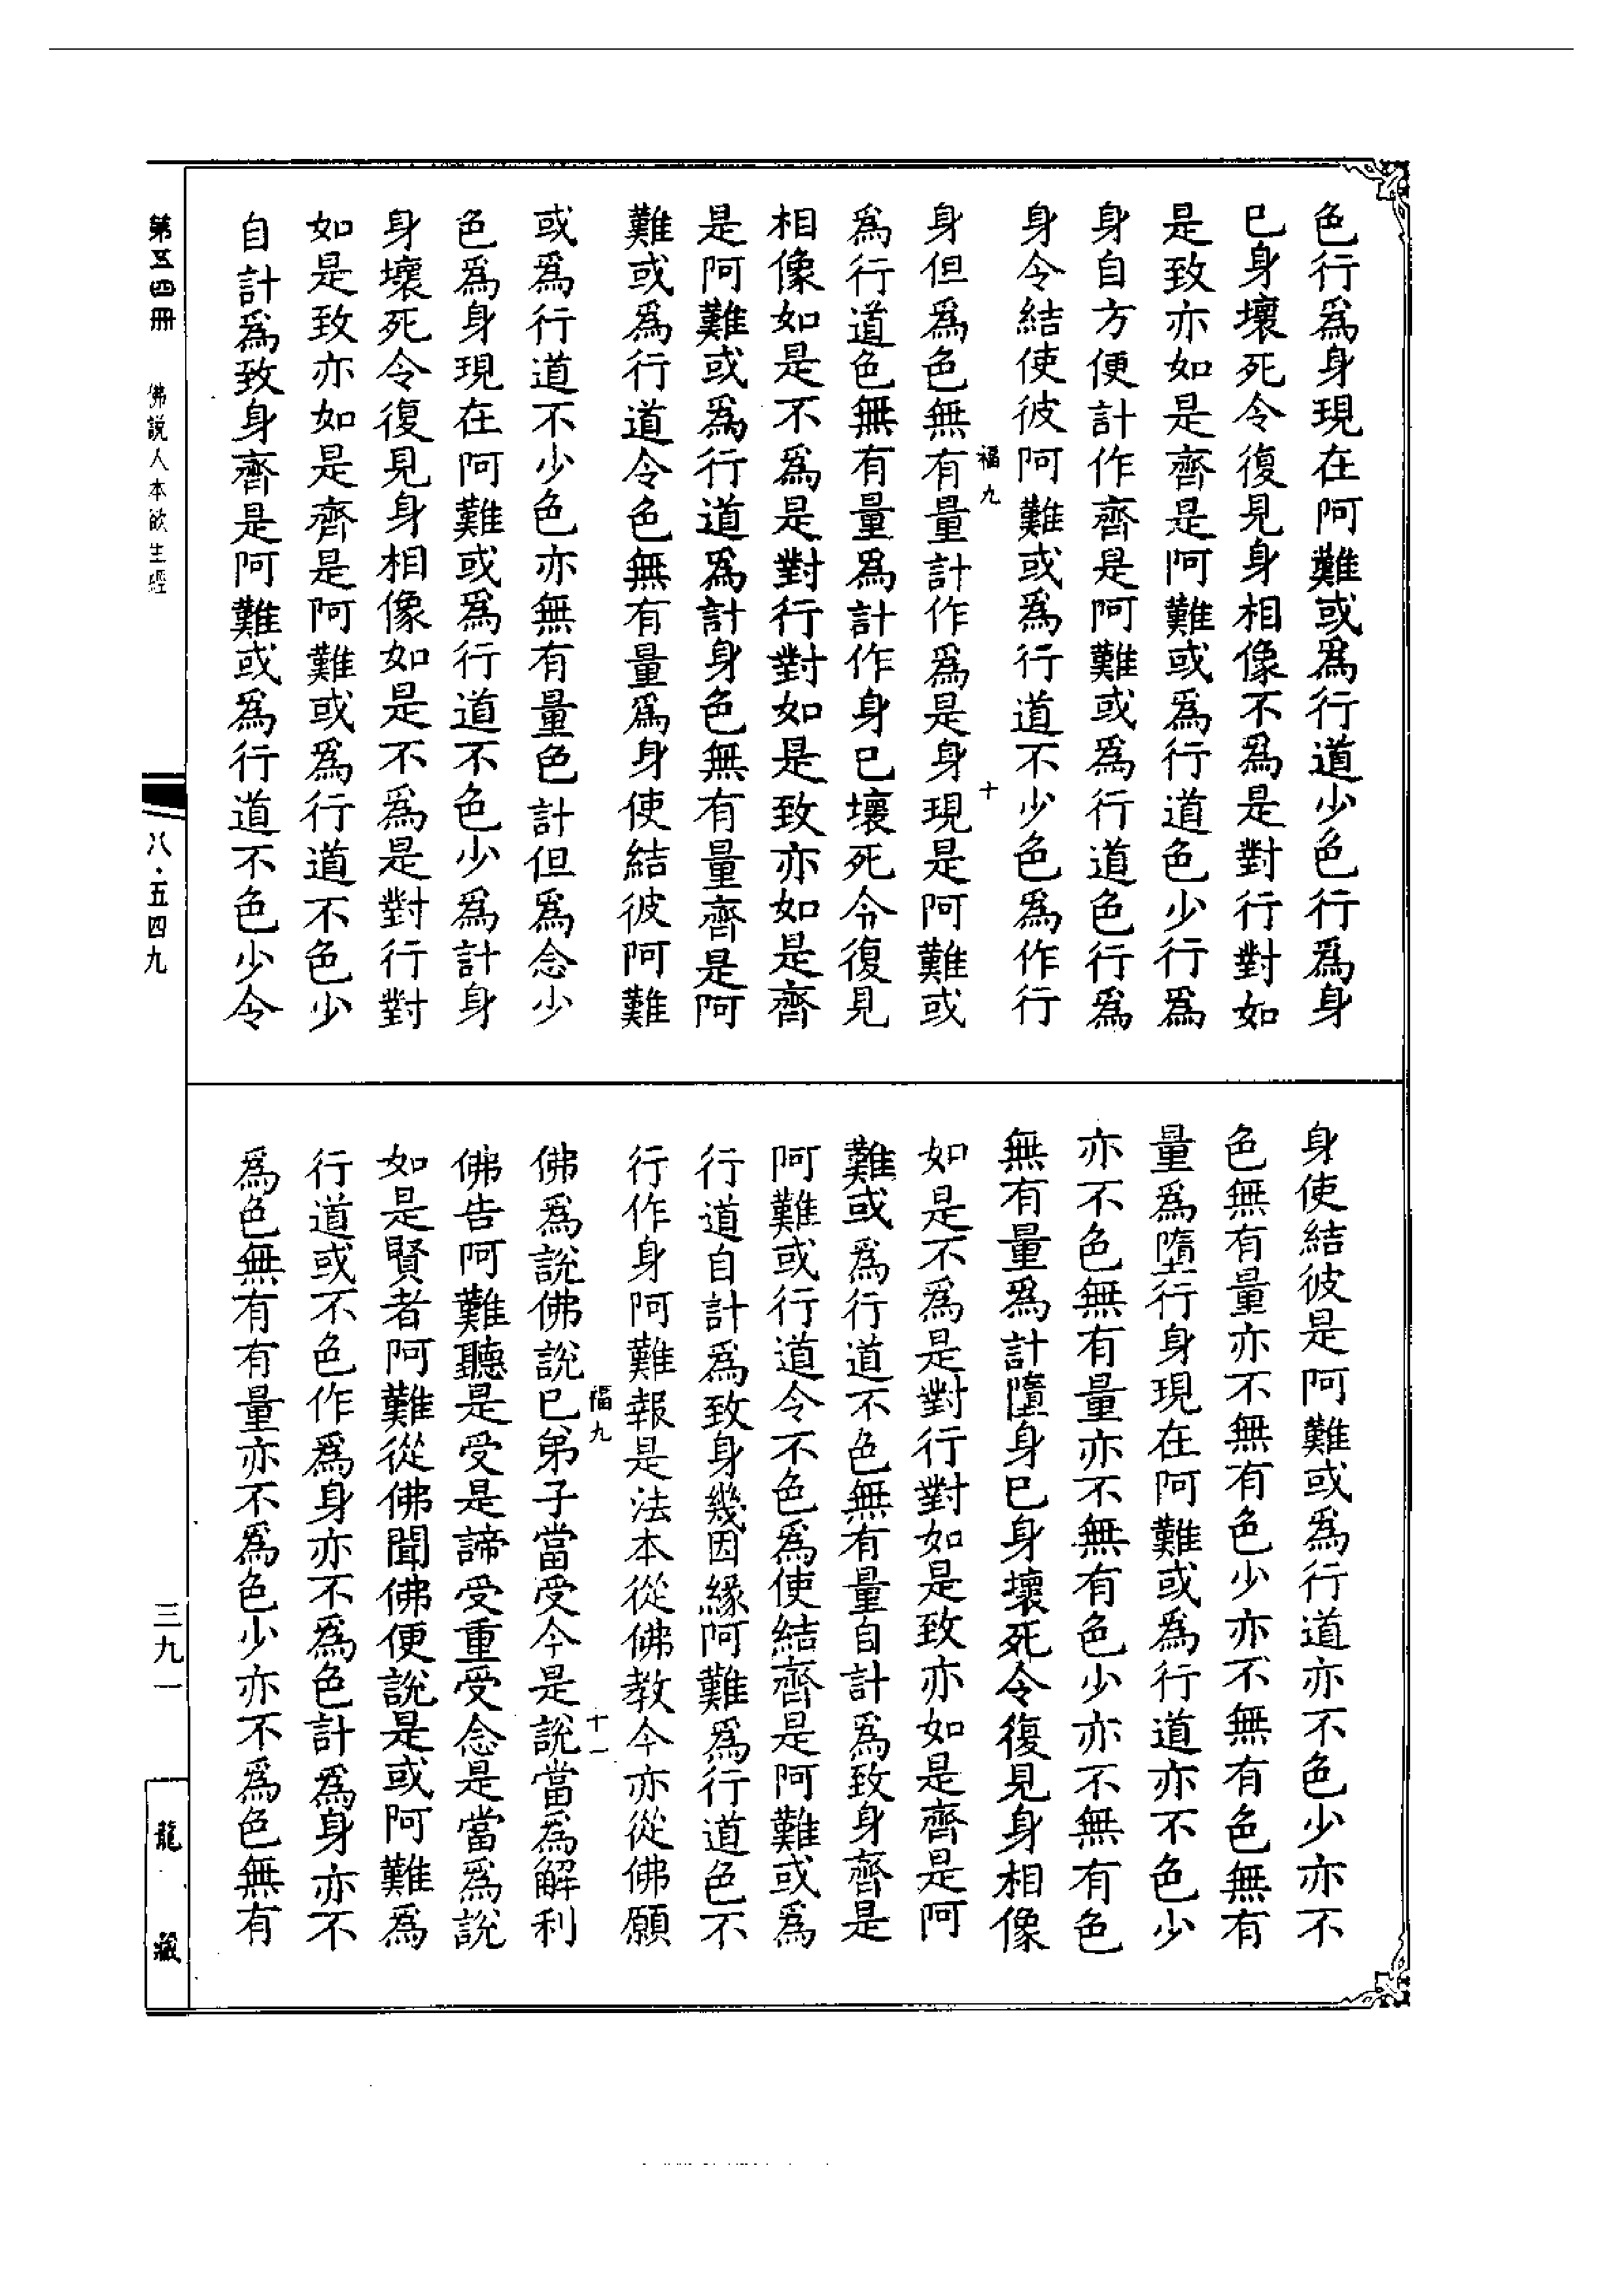 色行爲身現在阿難或爲行道少色行爲身
巳身壞死令復見身相像不爲是對行對如
是致亦如是齊是阿難或爲行道色少行爲
身自方便計作齊是阿難或爲行道色行爲
身令結使彼阿難或爲行道不少色爲作行
福九 十
身但爲色無有量計作爲是身現是阿難或
爲行道色無有量爲計作身巳壞死令復見
相像如是不爲是對行對如是致亦如是齊
是阿難或爲行道爲計身色無有量齊是阿
難或爲行道令色無有量爲身使結彼阿難
或爲行道不少色亦無有量色計但爲念少
色爲身現在阿難或爲行道不色少爲計身
身壞死令復見身相像如是不爲是對行對
如是致亦如是齊是阿難或爲行道不色少
自計爲致身齊是阿難或爲行道不色少令
身使結彼是阿難或爲行道亦不色少亦不
色無有量亦不無有色少亦不無有色無有
量爲墮行身現在阿難或爲行道亦不色少
亦不色無有量亦不無有色少亦不無有色
無有量爲計墮身巳身壞死令復見身相像
如是不爲是對行對如是致亦如是齊是阿
難或爲行道不色無有量自計爲致身齊是
阿難或行道令不色爲使結齊是阿難或爲
行道自計爲致身幾因緣阿難爲行道色不
行作身阿難報是法本從佛教今亦從佛願
福九 十一
佛爲說佛說巳弟子當受今是說當爲解利
佛告阿難聽是受是諦受重受念是當爲說
如是賢者阿難從佛聞佛便說是或阿難爲
行道或不色作爲身亦不爲色計爲身亦不
爲色無有有量亦不爲色少亦不爲色無有
第五四冊 佛說人本欲生經
八·五四九
三九一
龍藏